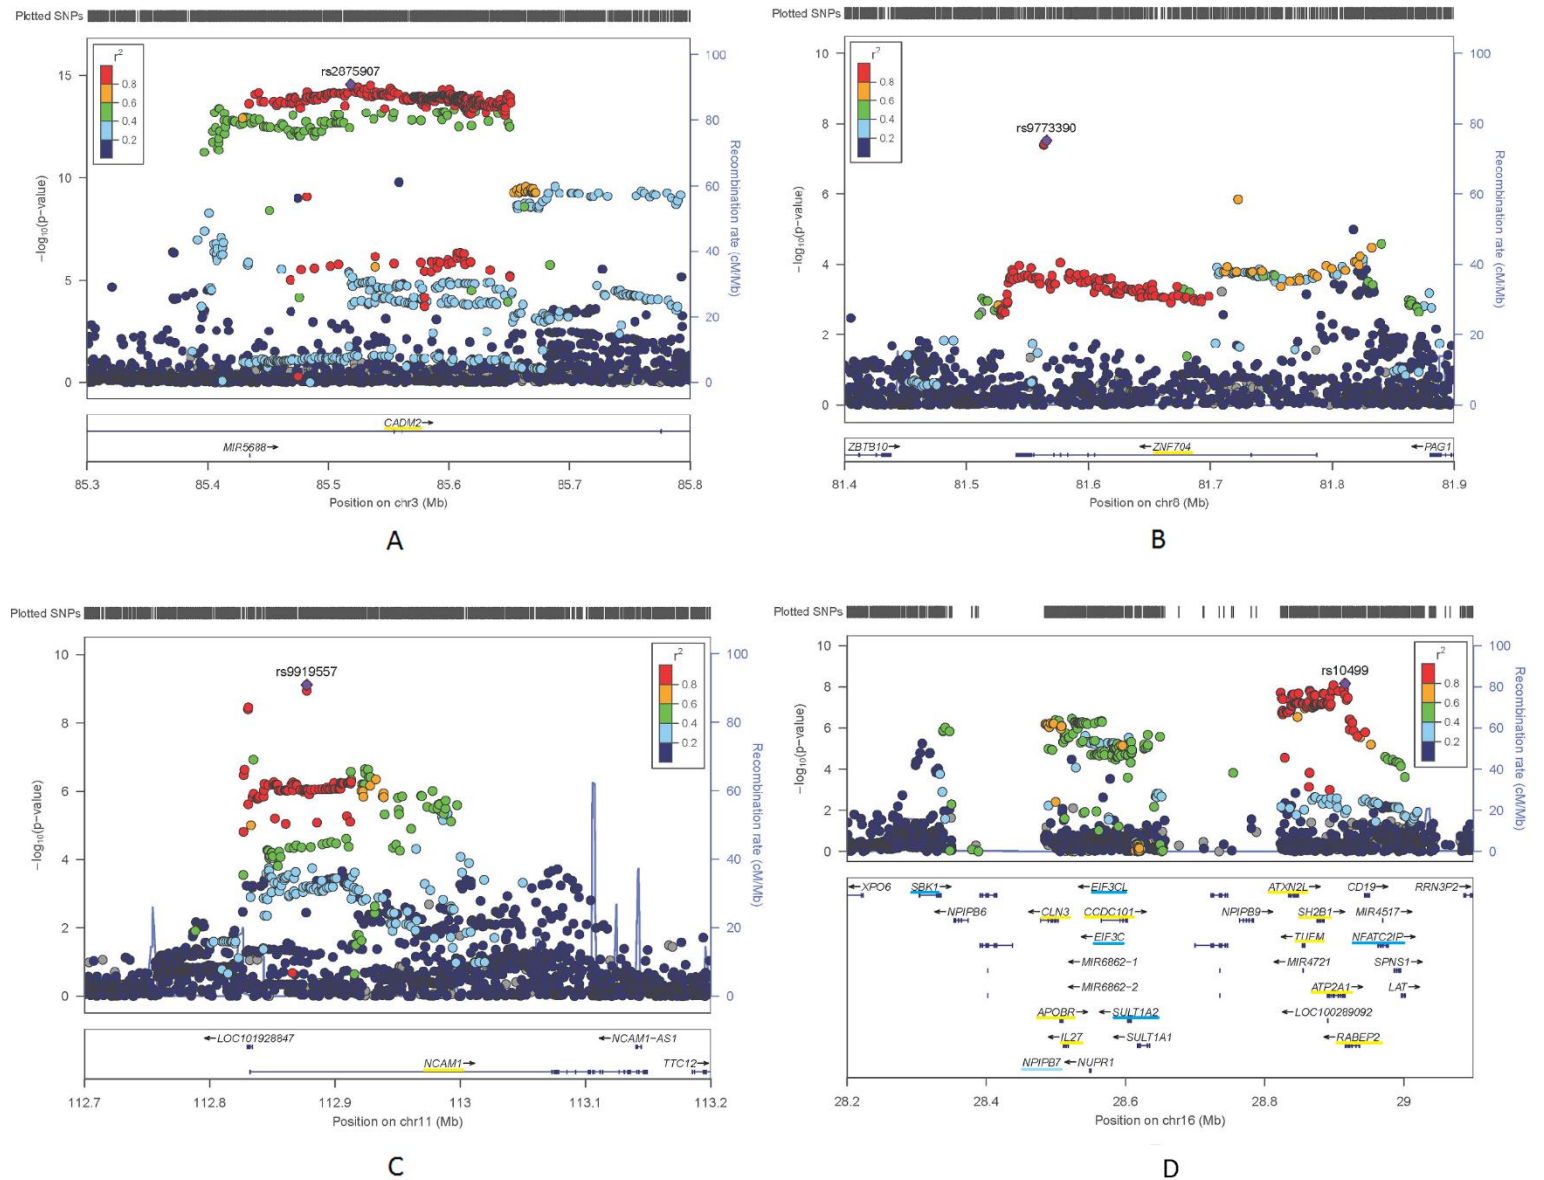 Plotted SNPs
rs2875907
r²
0.8
0.6
0.4
0.2
15
10
5
0
−log10(p−value)
100
80
60
40
20
0
Recombination rate (cM/Mb)
CADM2→
MIR5688→
85.3 85.4 85.5 85.6 85.7 85.8
Position on chr3 (Mb)
A
Plotted SNPs
rs9773390
r²
0.8
0.6
0.4
0.2
10
8
6
4
2
0
−log10(p−value)
100
80
60
40
20
0
Recombination rate (cM/Mb)
ZBTB10→ ←ZNF704 ←PAG1
81.4 81.5 81.6 81.7 81.8 81.9
Position on chr8 (Mb)
B
Plotted SNPs
rs9919557
r²
0.8
0.6
0.4
0.2
10
8
6
4
2
0
−log10(p−value)
100
80
60
40
20
0
Recombination rate (cM/Mb)
←LOC101928847 ←NCAM1−AS1
NCAM1→ TTC12→
112.7 112.8 112.9 113 113.1 113.2
Position on chr11 (Mb)
C
Plotted SNPs
rs10499
r²
0.8
0.6
0.4
0.2
10
8
6
4
2
0
−log10(p−value)
100
80
60
40
20
0
Recombination rate (cM/Mb)
←XPO6 SBK1→ ←EIF3CL ATXN2L→ CD19→ RRN3P2→
←NPIPB6 ←CLN3 CCDC101→ NPIPB9→ SH2B1→ MIR4517→
←EIF3C ←TUFM NFATC2IP→
←MIR6862−1 ←MIR4721 SPNS1→
←MIR6862−2 ATP2A1→ LAT→
APOBR→ ←SULT1A2 ←LOC100289092
←IL27 ←SULT1A1 ←RABEP2
NPIPB7 ←NUPR1
28.2 28.4 28.6 28.8 29
Position on chr16 (Mb)
D